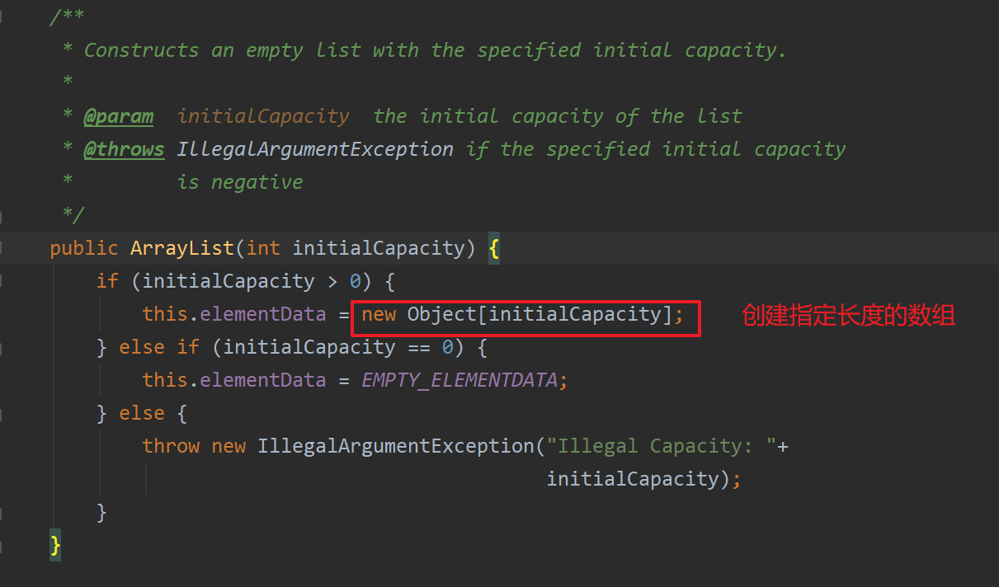 /**
 * Constructs an empty list with the specified initial capacity.
 *
 * @param  initialCapacity  the initial capacity of the list
 * @throws IllegalArgumentException if the specified initial capacity
 *         is negative
 */
public ArrayList(int initialCapacity) {
    if (initialCapacity > 0) {
        this.elementData = new Object[initialCapacity]; 创建指定长度的数组
    } else if (initialCapacity == 0) {
        this.elementData = EMPTY_ELEMENTDATA;
    } else {
        throw new IllegalArgumentException("Illegal Capacity: "+
                                           initialCapacity);
    }
}